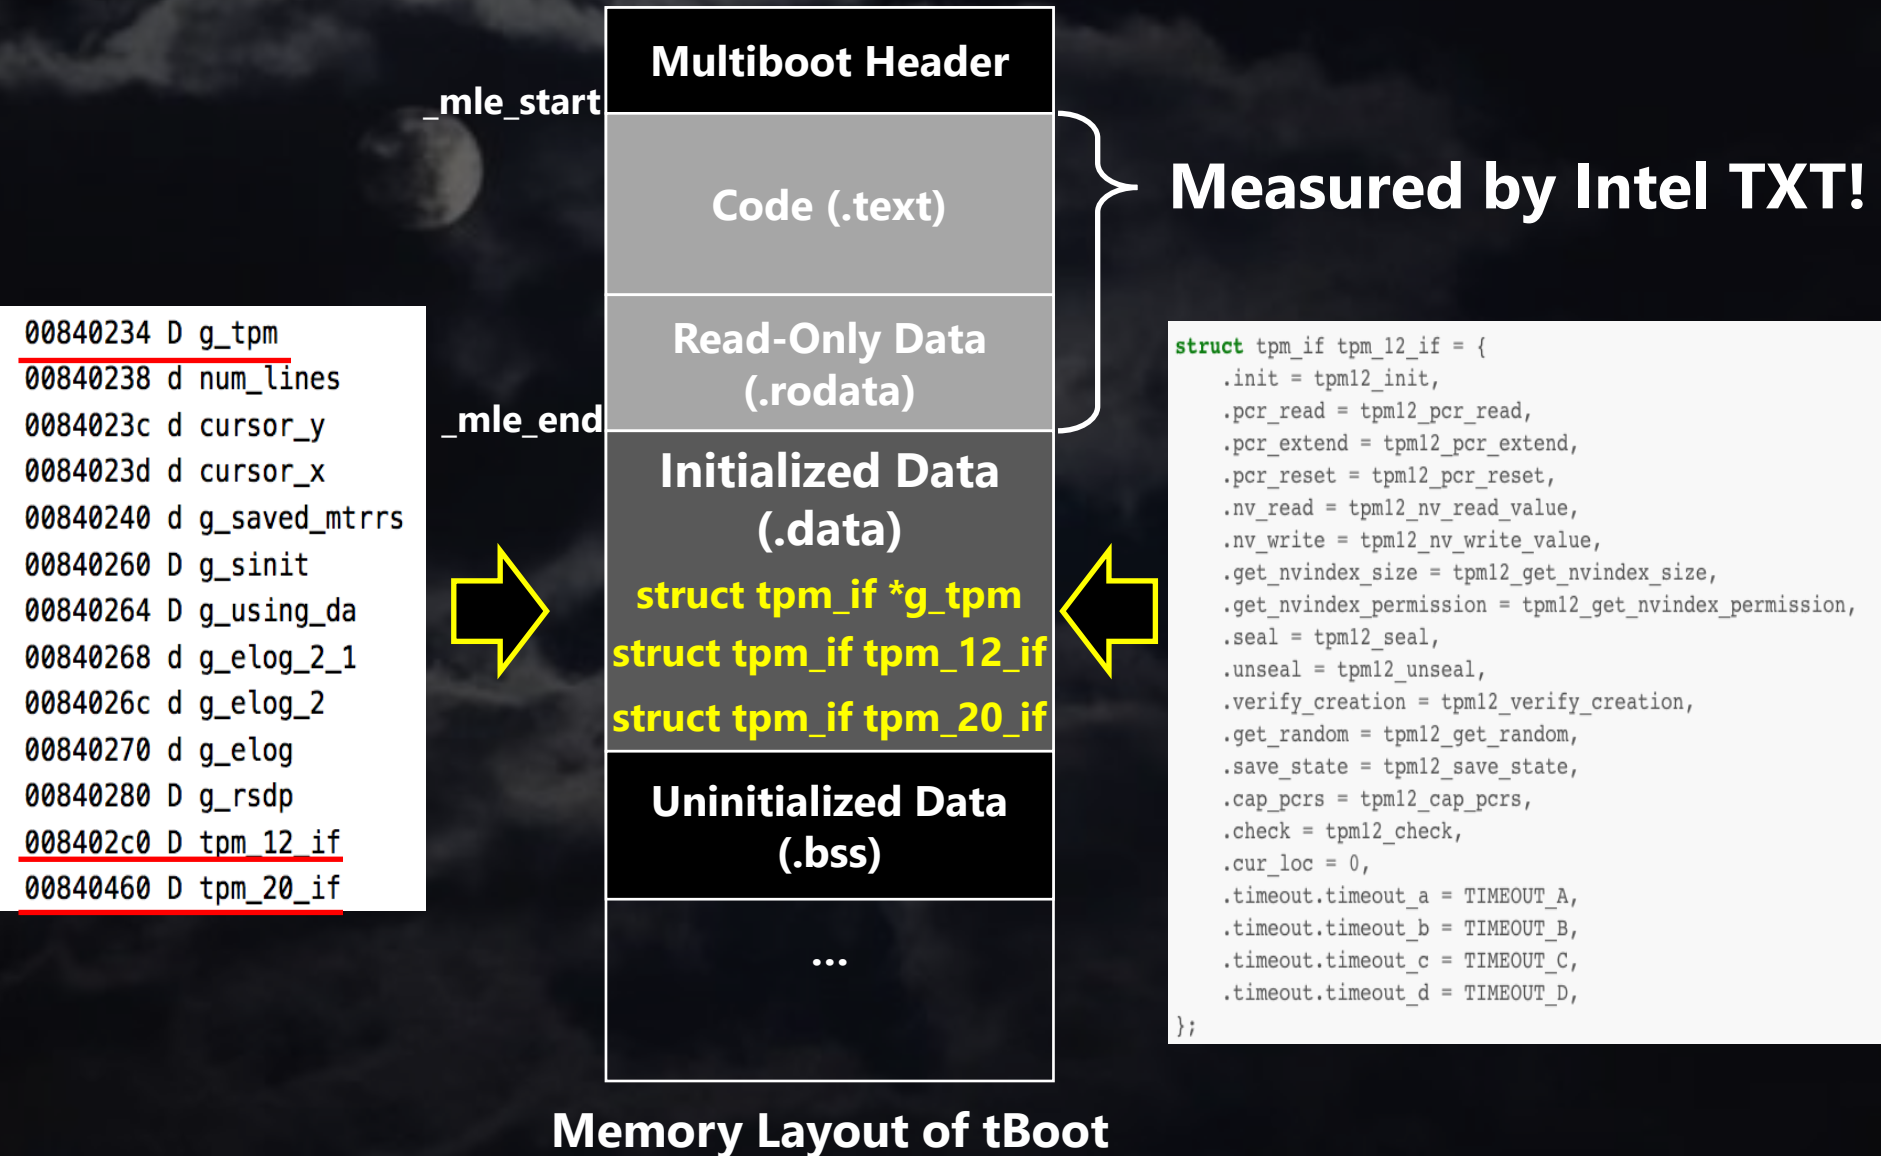 Multiboot Header
_mle_start
Code (.text)
Measured by Intel TXT!
Read-Only Data
(.rodata)
_mle_end
Initialized Data
(.data)
struct tpm_if *g_tpm
struct tpm_if tpm_12_if
struct tpm_if tpm_20_if
Uninitialized Data
(.bss)
...
Memory Layout of tBoot
00840234 D g_tpm
00840238 d num_lines
0084023c d cursor_y
0084023d d cursor_x
00840240 d g_saved_mtrrs
00840260 D g_sinit
00840264 D g_using_da
00840268 d g_elog_2_1
0084026c d g_elog_2
00840270 d g_elog
00840280 D g_rsdp
008402c0 D tpm_12_if
00840460 D tpm_20_if
struct tpm_if tpm_12_if = {
.init = tpm12_init,
.pcr_read = tpm12_pcr_read,
.pcr_extend = tpm12_pcr_extend,
.pcr_reset = tpm12_pcr_reset,
.nv_read = tpm12_nv_read_value,
.nv_write = tpm12_nv_write_value,
.get_nvindex_size = tpm12_get_nvindex_size,
.get_nvindex_permission = tpm12_get_nvindex_permission,
.seal = tpm12_seal,
.unseal = tpm12_unseal,
.verify_creation = tpm12_verify_creation,
.get_random = tpm12_get_random,
.save_state = tpm12_save_state,
.cap_pcrs = tpm12_cap_pcrs,
.check = tpm12_check,
.cur_loc = 0,
.timeout.timeout_a = TIMEOUT_A,
.timeout.timeout_b = TIMEOUT_B,
.timeout.timeout_c = TIMEOUT_C,
.timeout.timeout_d = TIMEOUT_D,
};